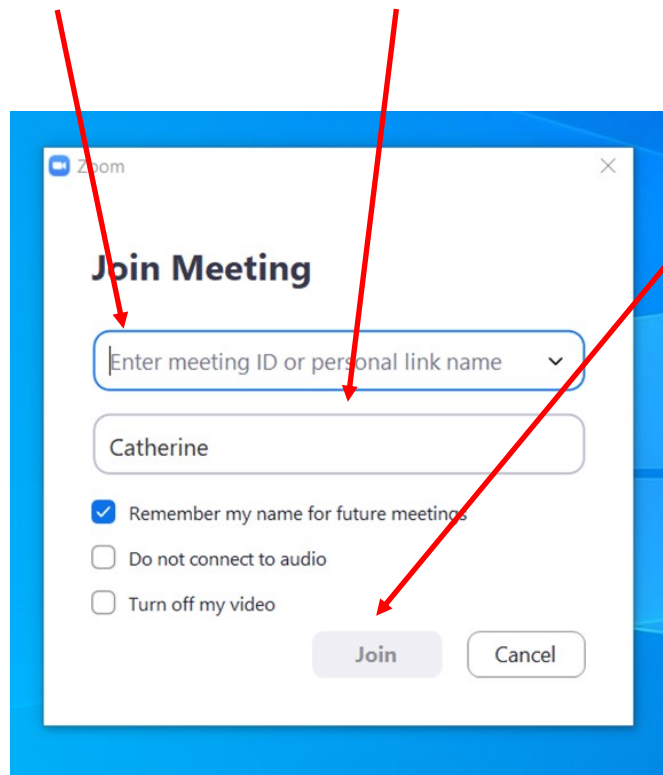 Zoom
Join Meeting
Enter meeting ID or personal link name
Catherine
Remember my name for future meetings
Do not connect to audio
Turn off my video
Join
Cancel